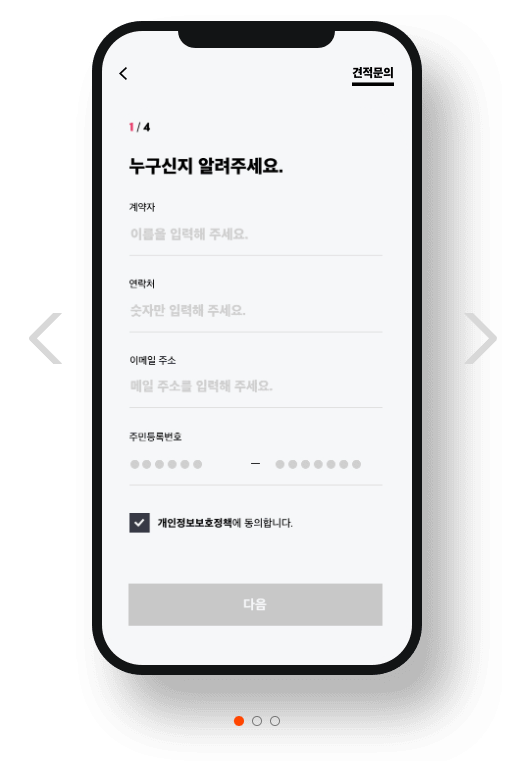 견적문의
1 / 4
누구신지 알려주세요.
계약자
이름을 입력해 주세요.
연락처
숫자만 입력해 주세요.
이메일 주소
메일 주소를 입력해 주세요.
주민등록번호
●●●●●● – ●●●●●●●
개인정보보호정책에 동의합니다.
다음